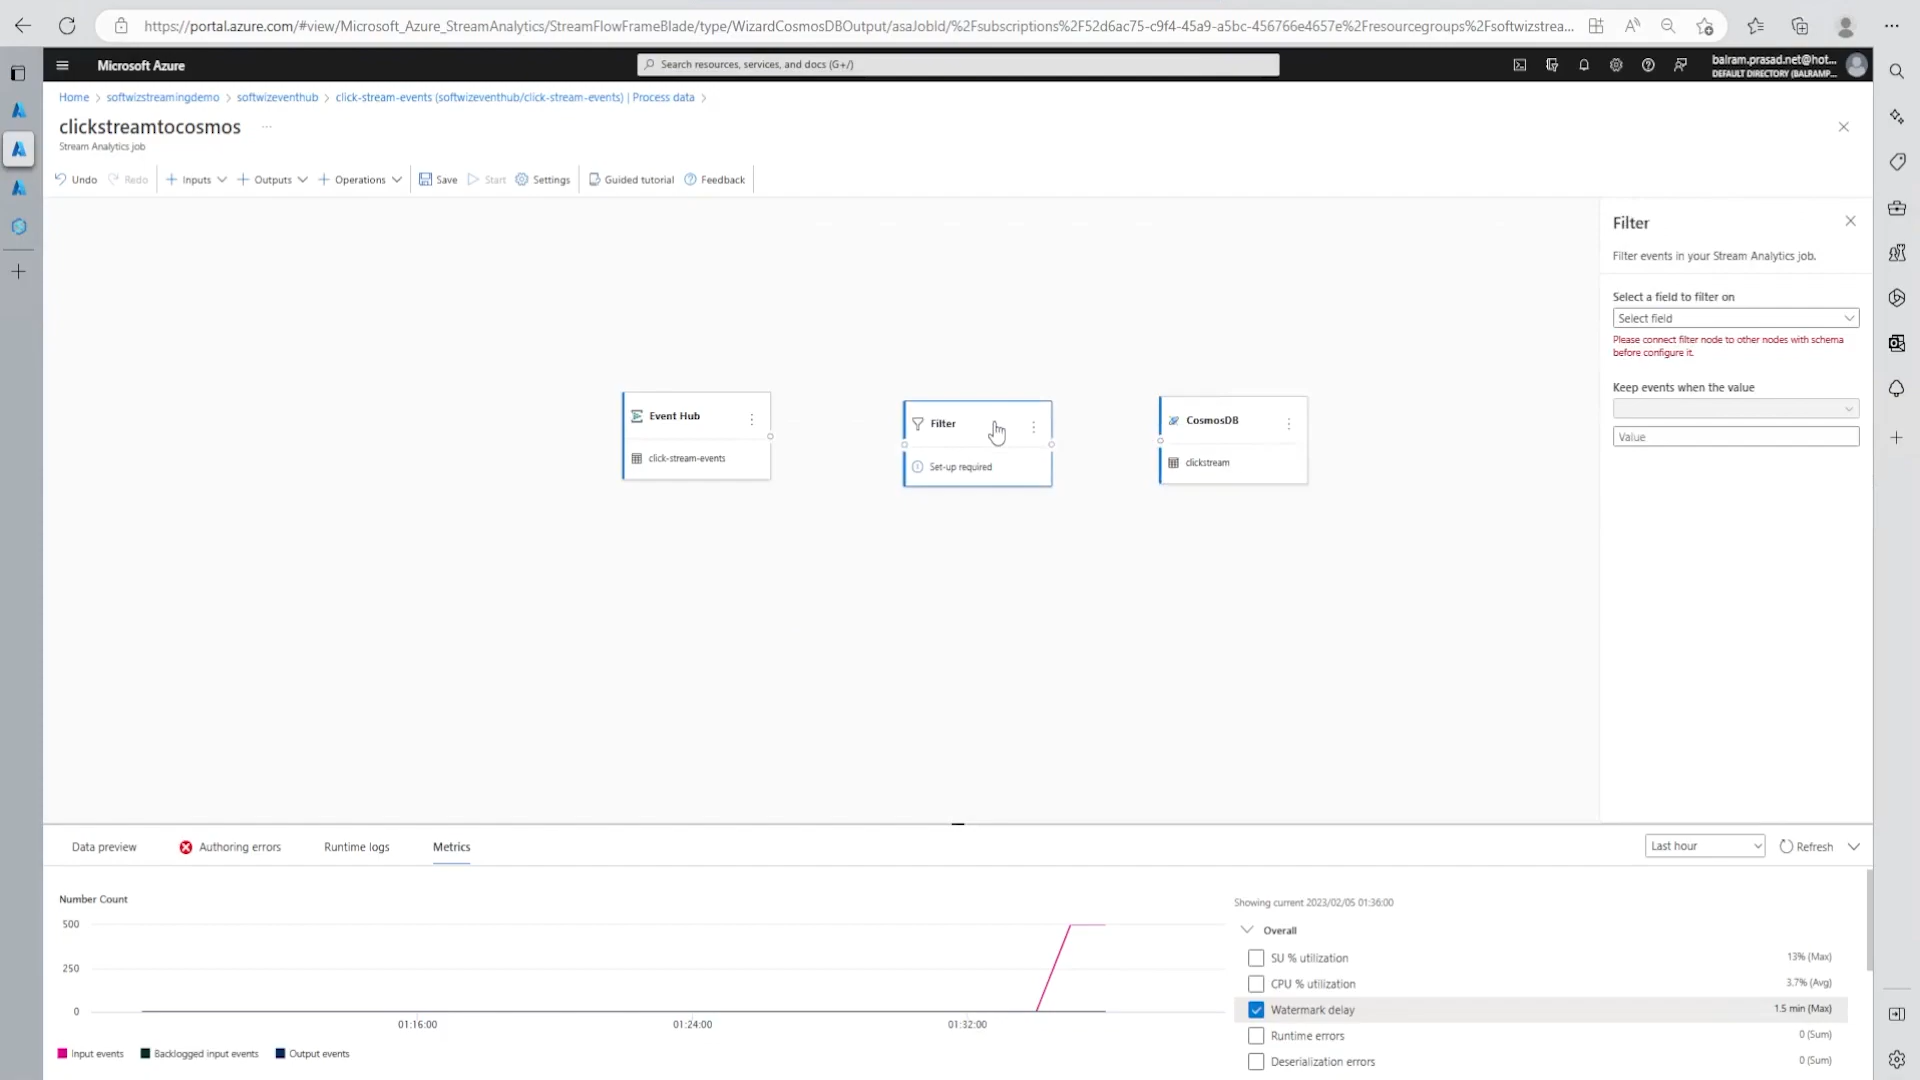 https://portal.azure.com/#view/Microsoft_Azure_StreamAnalytics/StreamFlowFrameBlade/type/WizardCosmosDBOutput/asaJobId/%2Fsubscriptions%2F52d6ac75-c9f4-45a9-a5bc-456766e4657e%2Fresourcegroups%2Fsoftwizstrea...
Microsoft Azure
Search resources, services, and docs (G+/)
balram.prasad.net@hot...
DEFAULT DIRECTORY (BALRAMP...
Home > softwizstreamingdemo > softwizeventhub > click-stream-events (softwizeventhub/click-stream-events) | Process data >
clickstreamtocosmos ...
Stream Analytics job
Undo Redo Inputs Outputs Operations Save Start Settings Guided tutorial Feedback
Filter
Filter events in your Stream Analytics job.
Select a field to filter on
Select field
Please connect filter node to other nodes with schema
before configure it.
Keep events when the value
Value
Event Hub
click-stream-events
Filter
Set-up required
CosmosDB
clickstream
Data preview Authoring errors Runtime logs Metrics
Last hour Refresh
Number Count
500
250
0
01:16:00 01:24:00 01:32:00
Input events Backlogged input events Output events
Showing current 2023/02/05 01:36:00
Overall
SU % utilization 13% (Max)
CPU % utilization 3.7% (Avg)
Watermark delay 1.5 min (Max)
Runtime errors 0 (Sum)
Deserialization errors 0 (Sum)